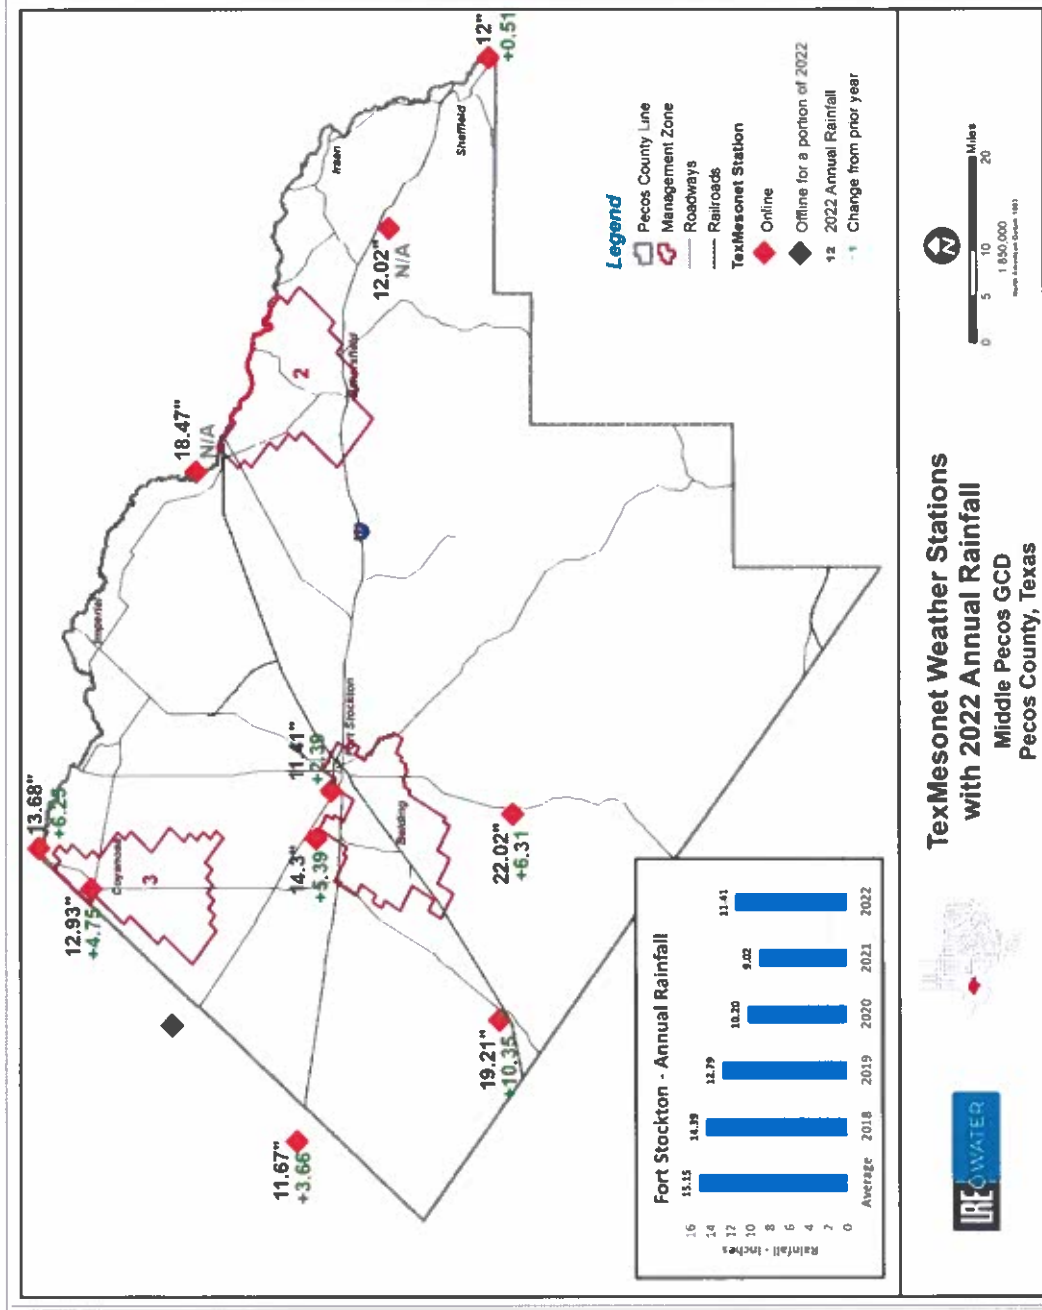 13.68"
+6.25
12.93"
+4.75
Coyanosa
3
Imperial
18.47"
N/A
11.67"
+3.66
14.3"
+5.39
11.41"
+2.39
Fort Stockton
Belding
2
Bakersfield
Iraan
12.02"
N/A
Sheffield
12"
+0.51
19.21"
+10.35
22.02"
+6.31
Legend
Pecos County Line
Management Zone
Roadways
Railroads
TexMesonet Station
Online
Offline for a portion of 2022
12 2022 Annual Rainfall
1 Change from prior year
Fort Stockton - Annual Rainfall
Rainfall - inches
16
14
12
10
8
6
4
2
0
15.15
14.39
12.79
10.20
9.02
11.41
Average 2018 2019 2020 2021 2022
LRE WATER
TexMesonet Weather Stations
with 2022 Annual Rainfall
Middle Pecos GCD
Pecos County, Texas
N
0 5 10 20
Miles
1:850,000